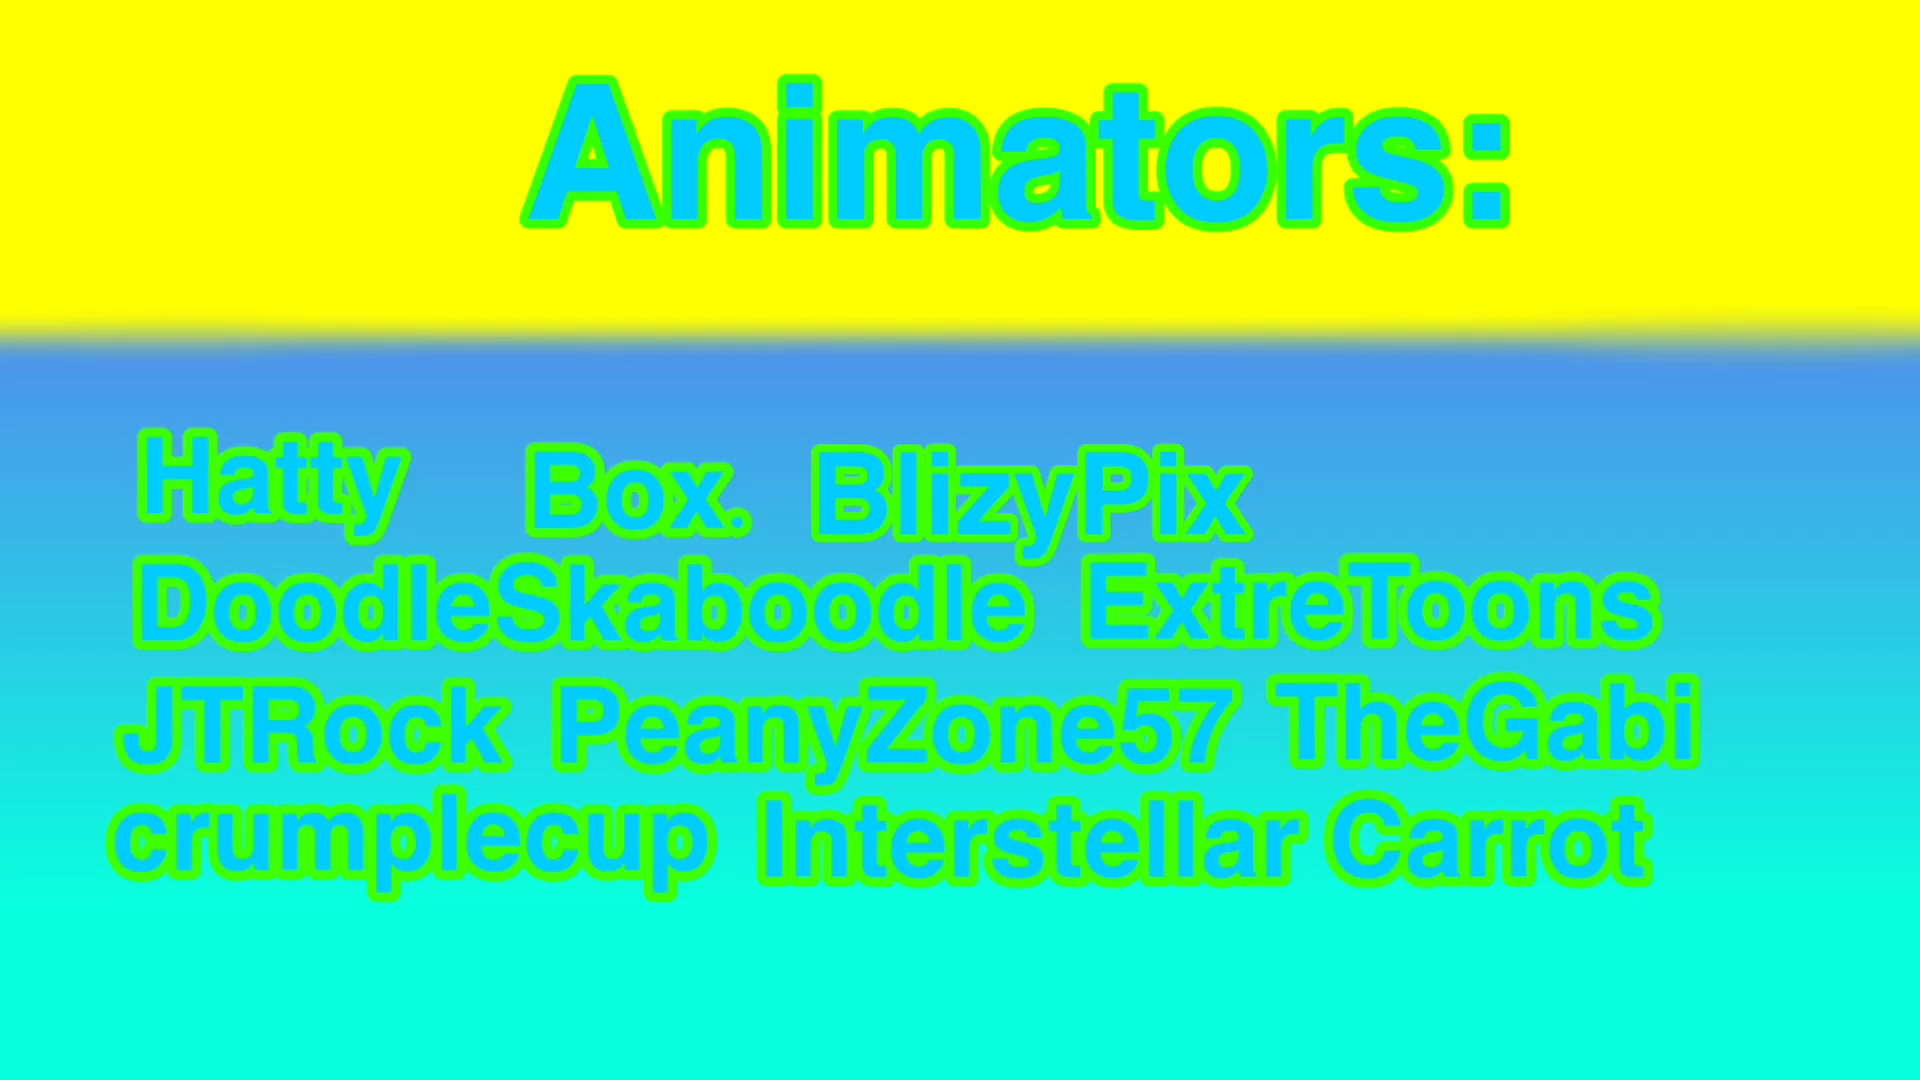 Animators:
Hatty Box. BlizyPix
DoodleSkaboodle ExtreToons
JTRock PeanyZone57 TheGabi
crumplecup Interstellar Carrot